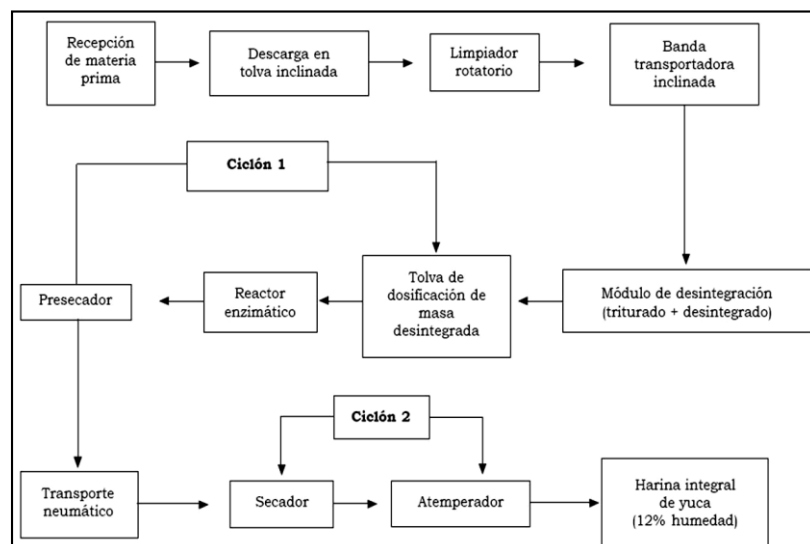 Recepción
de materia
prima
Descarga en
tolva inclinada
Limpiador
rotatorio
Banda
transportadora
inclinada
Ciclón 1
Presecador
Reactor
enzimático
Tolva de
dosificación de
masa
desintegrada
Módulo de desintegración
(triturado + desintegrado)
Ciclón 2
Transporte
neumático
Secador
Atemperador
Harina integral
de yuca
(12% humedad)